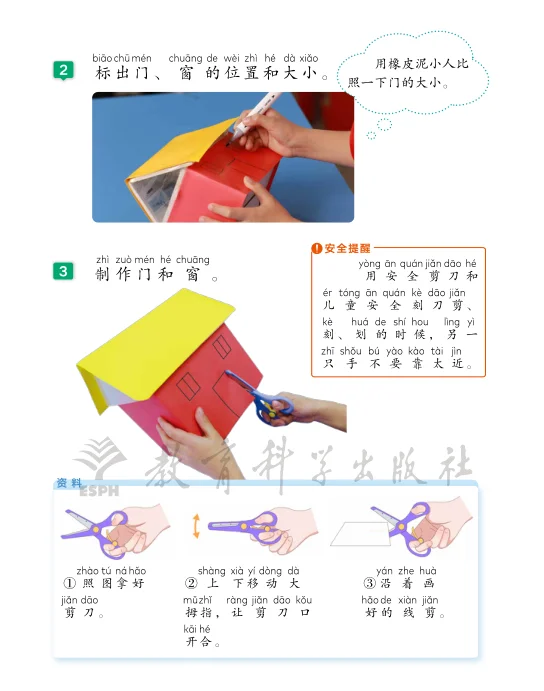 biāo chū mén chuāng de wèi zhì hé dà xiǎo
2 标出门、窗的位置和大小。
用橡皮泥小人比
照一下门的大小。
zhì zuò mén hé chuāng
3 制作门和窗。
安全提醒
yòng ān quán jiǎn dāo hé
用安全剪刀和
ér tóng ān quán kè dāo jiǎn
儿童安全刻刀剪、
kè huá de shí hou lìng yì
刻、划的时候，另一
zhī shǒu bú yào kào tài jìn
只手不要靠太近。
教育科学出版社
ESPH
资料
zhào tú ná hǎo
①照图拿好
jiǎn dāo
剪刀。
shàng xià yí dòng dà
②上下移动大
mǔ zhǐ ràng jiǎn dāo kǒu
拇指，让剪刀口
kāi hé
开合。
yán zhe huà
③沿着画
hǎo de xiàn jiǎn
好的线剪。